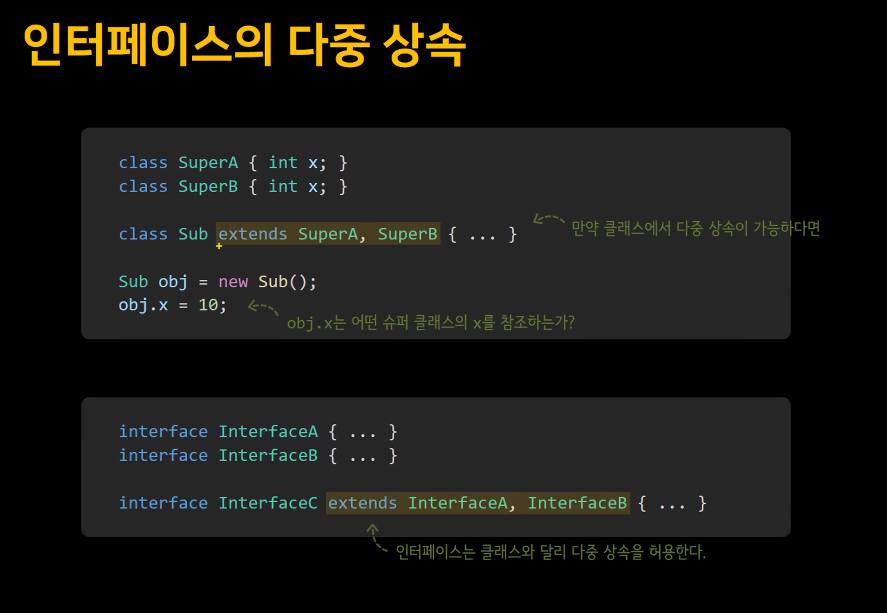 인터페이스의 다중 상속
class SuperA { int x; }
class SuperB { int x; }
class Sub extends SuperA, SuperB { ... }
만약 클래스에서 다중 상속이 가능하다면
Sub obj = new Sub();
obj.x = 10;
obj.x는 어떤 슈퍼 클래스의 x를 참조하는가?
interface InterfaceA { ... }
interface InterfaceB { ... }
interface InterfaceC extends InterfaceA, InterfaceB { ... }
인터페이스는 클래스와 달리 다중 상속을 허용한다.